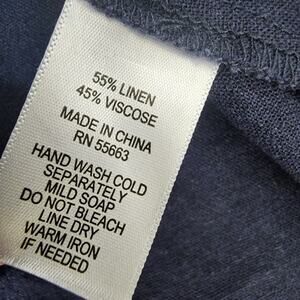 55% LINEN
45% VISCOSE
MADE IN CHINA
RN 55663
HAND WASH COLD
SEPARATELY
MILD SOAP
DO NOT BLEACH
LINE DRY
WARM IRON
IF NEEDED